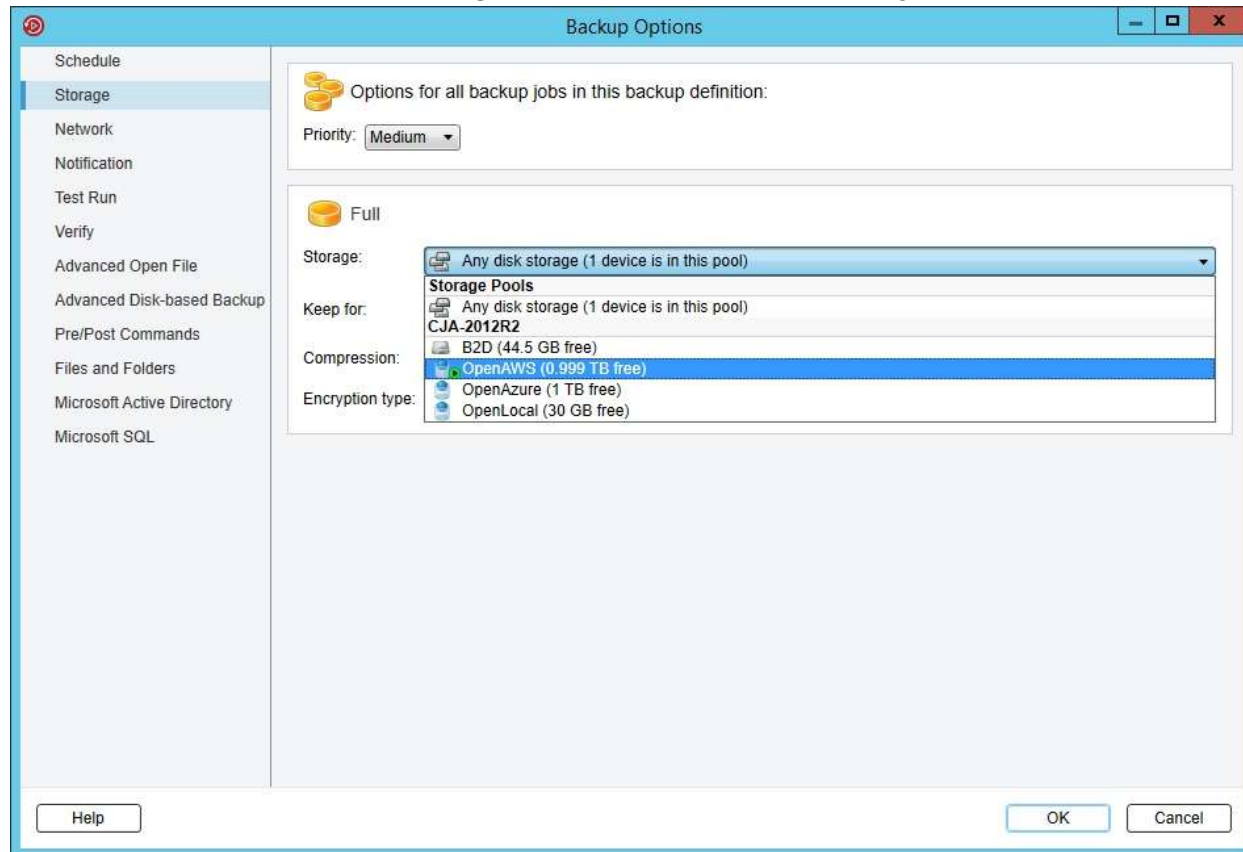 Backup Options
X
Schedule
Storage
Network
Notification
Test Run
Verify
Advanced Open File
Advanced Disk-based Backup
Pre/Post Commands
Files and Folders
Microsoft Active Directory
Microsoft SQL
Options for all backup jobs in this backup definition:
Priority: Medium
Full
Storage: Any disk storage (1 device is in this pool)
Storage Pools
Keep for: Any disk storage (1 device is in this pool)
CJA-2012R2
B2D (44.5 GB free)
Compression: OpenAWS (0.999 TB free)
OpenAzure (1 TB free)
Encryption type: OpenLocal (30 GB free)
Help
OK Cancel